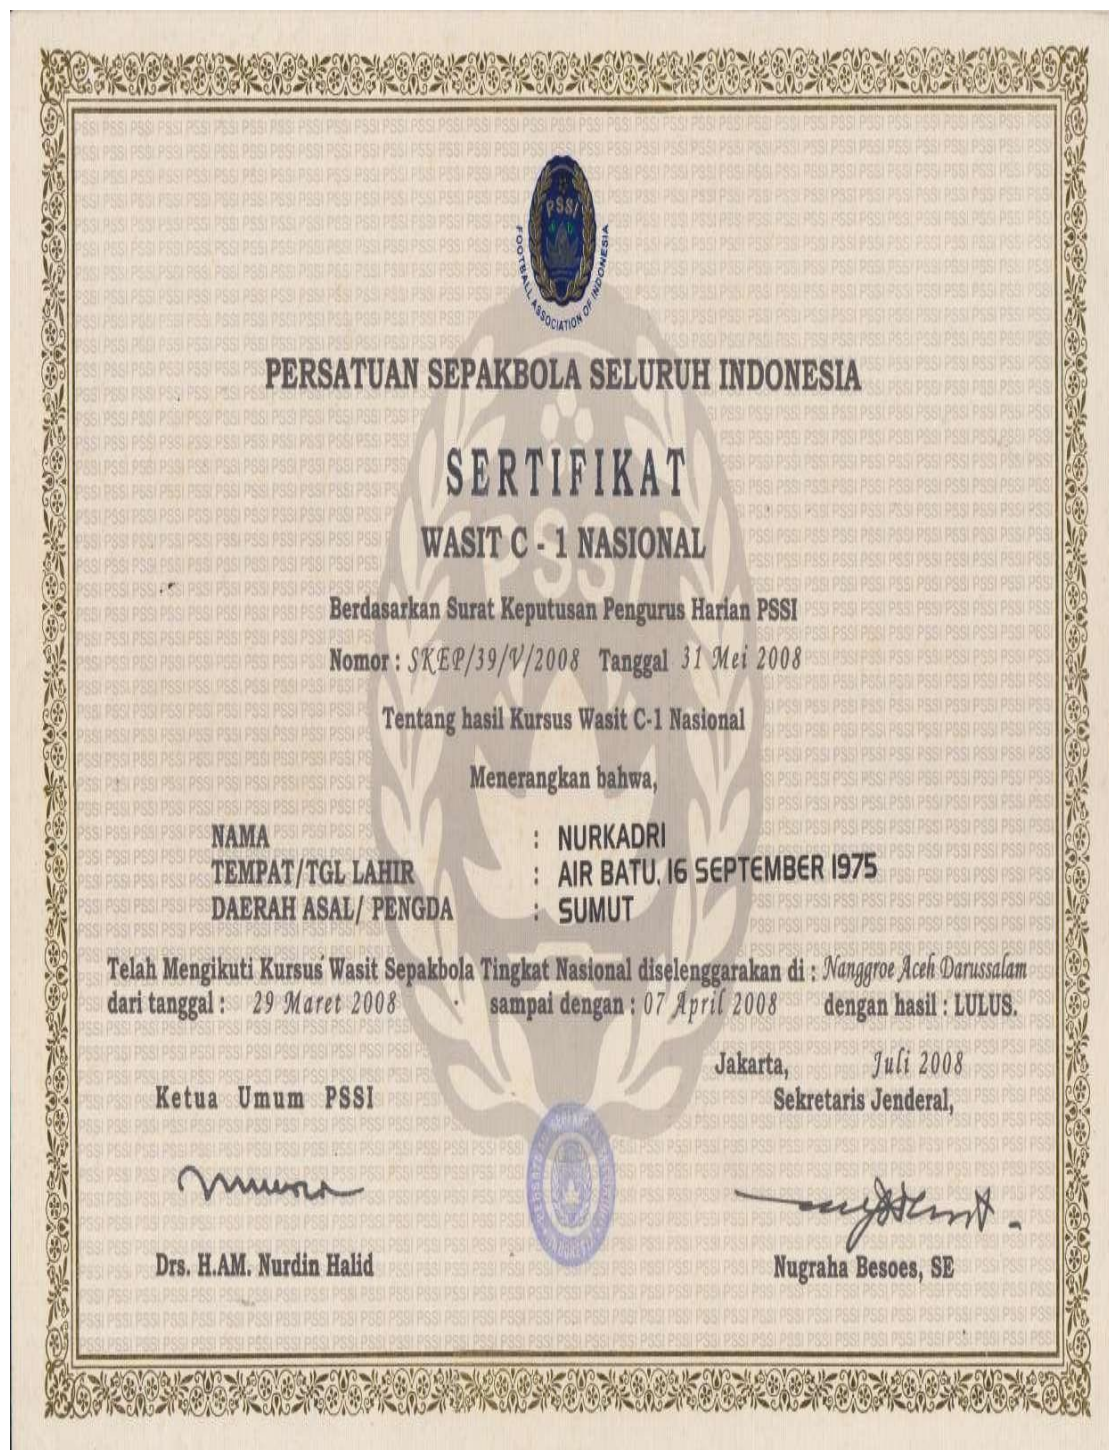 PSSI
FOOTBALL ASSOCIATION OF INDONESIA
PERSATUAN SEPAKBOLA SELURUH INDONESIA
SERTIFIKAT
WASIT C - 1 NASIONAL
PSSI
Berdasarkan Surat Keputusan Pengurus Harian PSSI
Nomor : SKEP/39/V/2008 Tanggal 31 Mei 2008
Tentang hasil Kursus Wasit C-1 Nasional
Menerangkan bahwa,
NAMA : NURKADRI
TEMPAT/TGL LAHIR : AIR BATU, 16 SEPTEMBER 1975
DAERAH ASAL/ PENGDA : SUMUT
Telah Mengikuti Kursus Wasit Sepakbola Tingkat Nasional diselenggarakan di : Nanggroe Aceh Darussalam
dari tanggal : 29 Maret 2008 sampai dengan : 07 April 2008 dengan hasil : LULUS.
Jakarta, Juli 2008
Ketua Umum PSSI Sekretaris Jenderal,
Drs. H.AM. Nurdin Halid Nugraha Besoes, SE